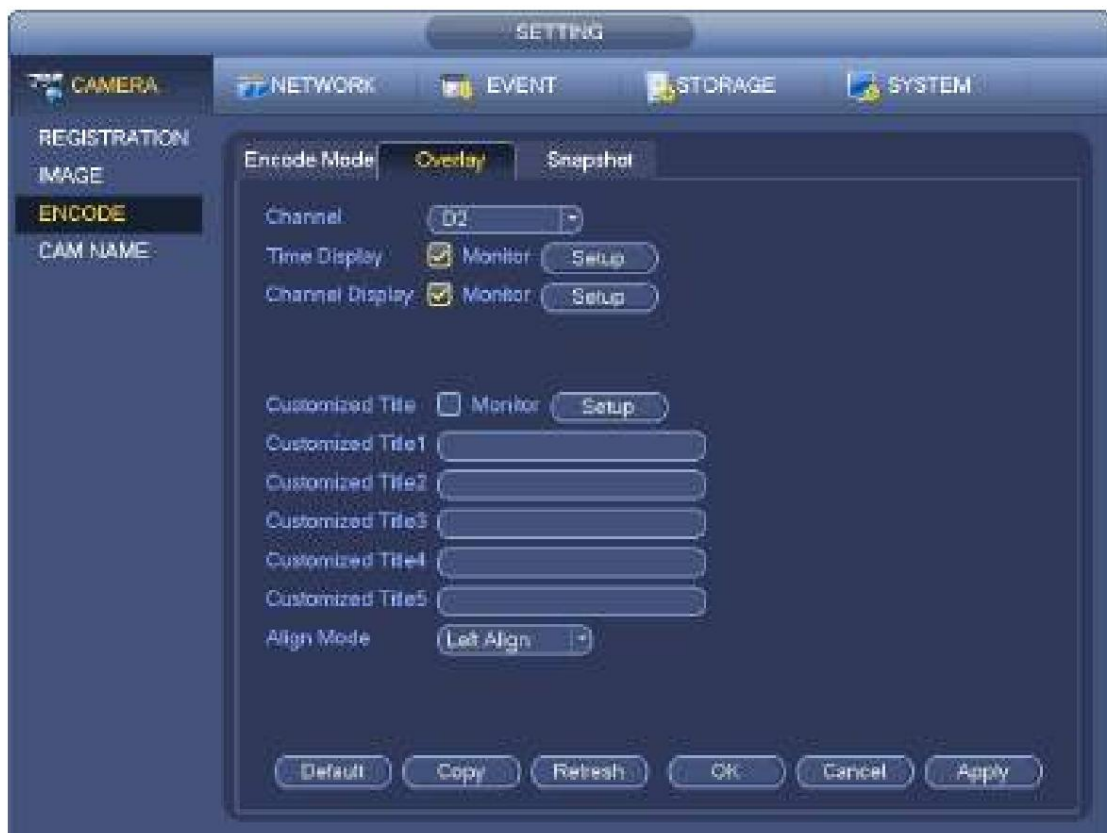 SETTING
CAMERA NETWORK EVENT STORAGE SYSTEM
REGISTRATION
IMAGE
ENCODE
CAM NAME
Encode Mode Overlay Snapshot
Channel D2
Time Display Monitor Setup
Channel Display Monitor Setup
Customized Title Monitor Setup
Customized Title1
Customized Title2
Customized Title3
Customized Title4
Customized Title5
Align Mode Left Align
Default Copy Refresh OK Cancel Apply